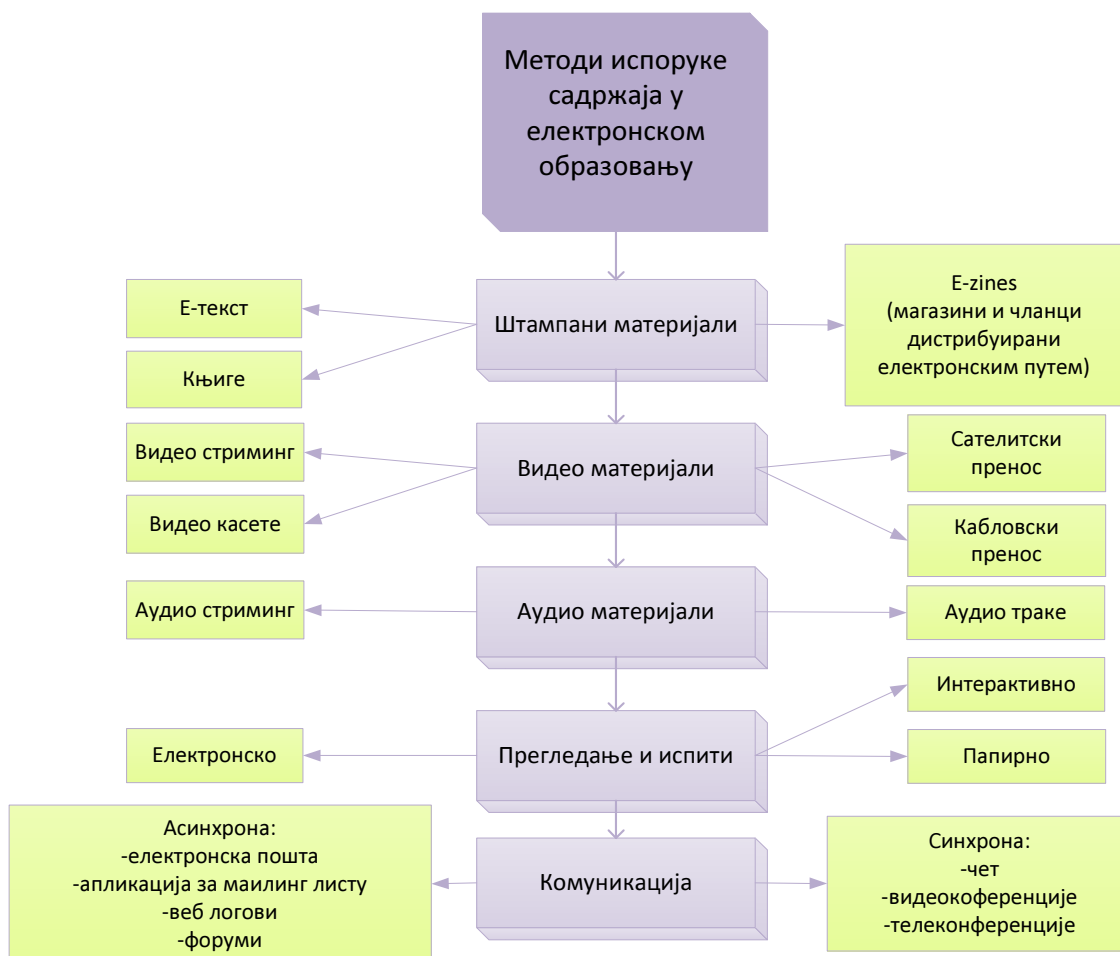 Методи испоруке
садржаја у
електронском
образовању
Е-текст
Књиге
Штампани материјали
E-zines
(магазини и чланци
дистрибуирани
електронским путем)
Видео стриминг
Видео касете
Видео материјали
Сателитски
пренос
Кабловски
пренос
Аудио стриминг
Аудио материјали
Аудио траке
Електронско
Прегледање и испити
Интерактивно
Папирно
Асинхрона:
-електронска пошта
-апликација за маилинг листу
-веб логови
-форуми
Комуникација
Синхрона:
-чет
-видеокоференције
-телеконференције